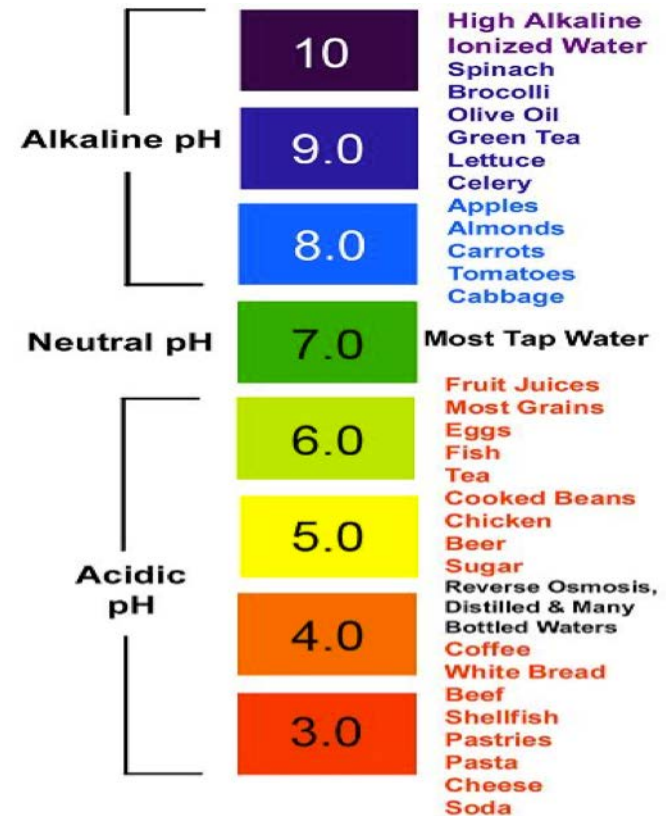 10
High Alkaline
Ionized Water
Spinach
Brocolli
Olive Oil
Alkaline pH
9.0
Green Tea
Lettuce
Celery
8.0
Apples
Almonds
Carrots
Tomatoes
Cabbage
Neutral pH
7.0
Most Tap Water
Fruit Juices
Most Grains
6.0
Eggs
Fish
Tea
Cooked Beans
5.0
Chicken
Beer
Sugar
Acidic
pH
Reverse Osmosis,
Distilled & Many
Bottled Waters
4.0
Coffee
White Bread
Beef
3.0
Shellfish
Pastries
Pasta
Cheese
Soda